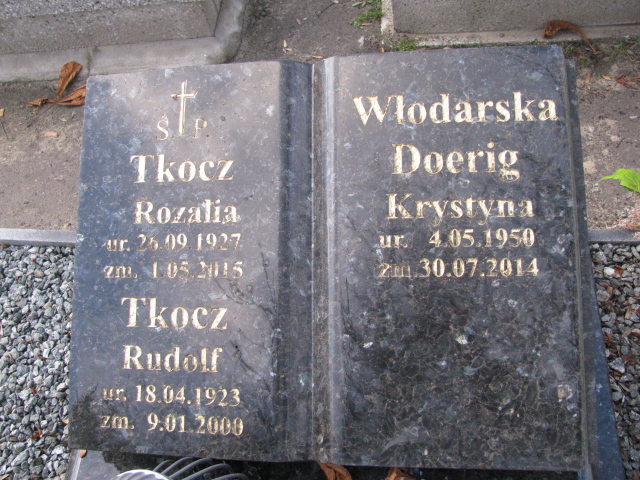 Ś.P.
Tkocz
Rozalia
ur. 26.09.1927
zm. 1.05.2015
Tkocz
Rudolf
ur. 18.04.1923
zm. 9.01.2000
Włodarska
Doerig
Krystyna
ur. 4.05.1950
zm.30.07.2014